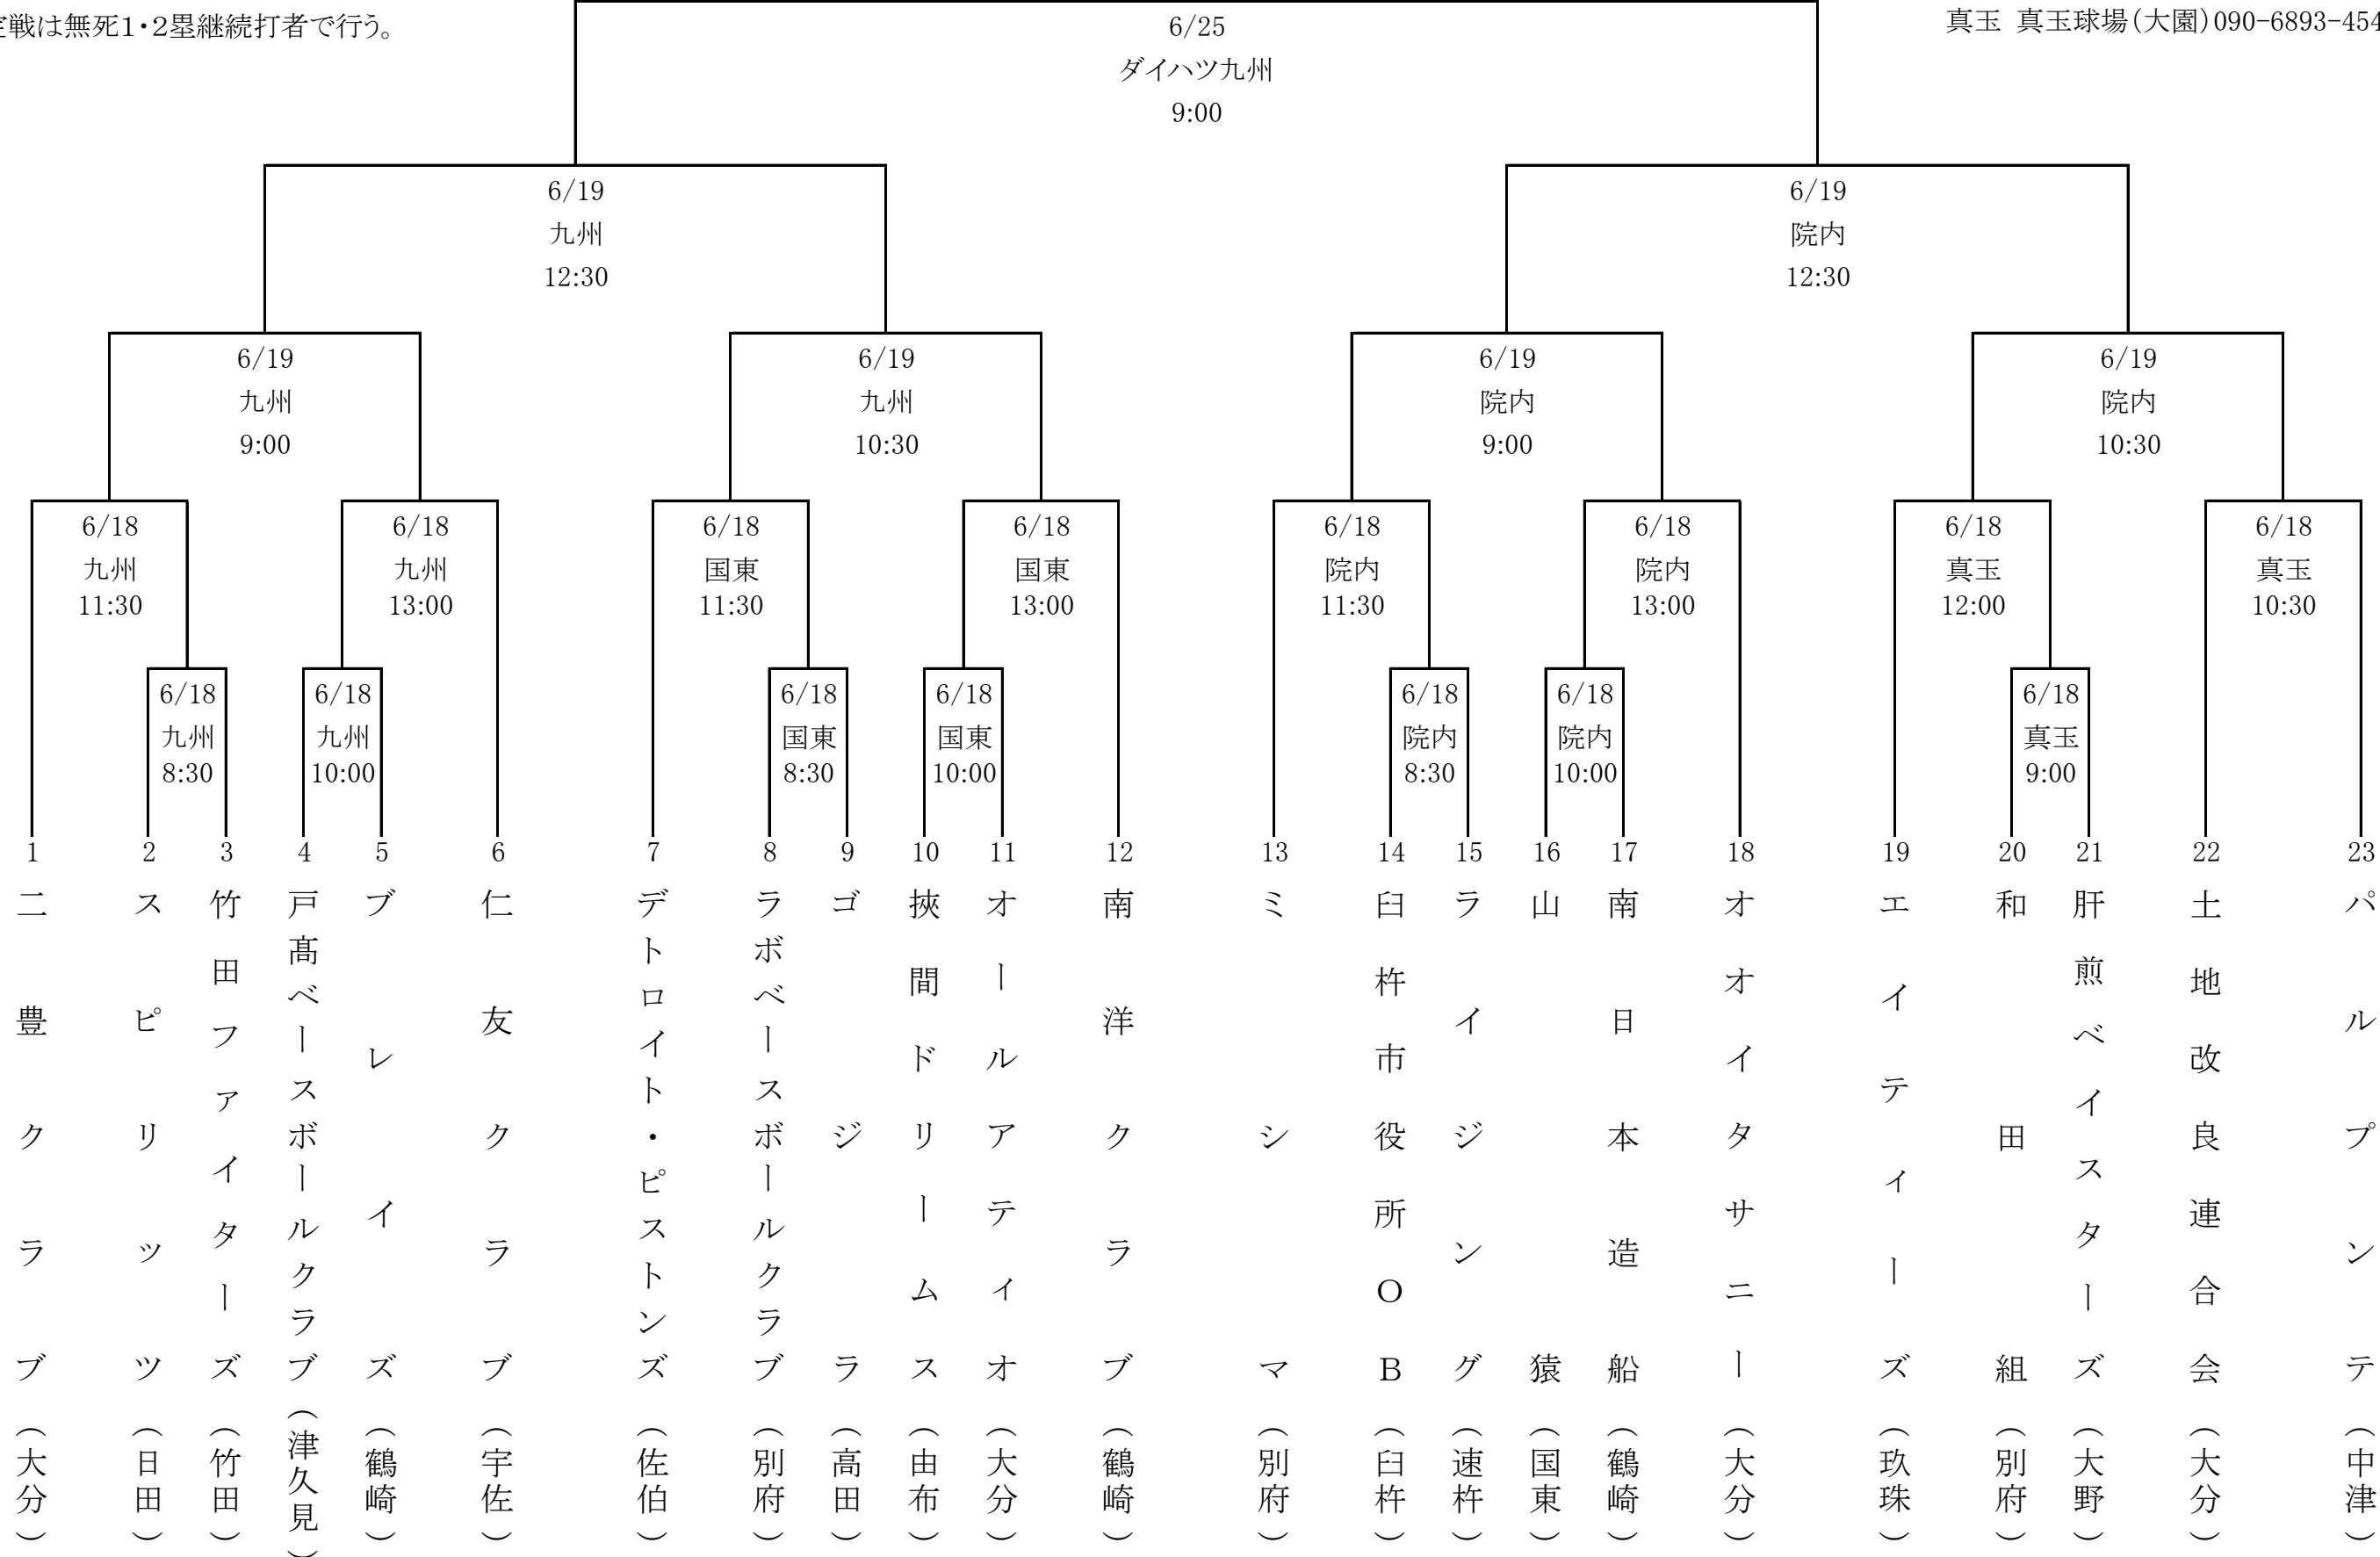 戦は無死1・2塁継続打者で行う。
真玉 真玉球場(大園)090-6893-454
6/25
ダイハツ九州
9:00
6/19
九州
12:30
6/19
院内
12:30
6/19
九州
9:00
6/19
九州
10:30
6/19
院内
9:00
6/19
院内
10:30
6/18
九州
11:30
6/18
九州
13:00
6/18
国東
11:30
6/18
国東
13:00
6/18
院内
11:30
6/18
院内
13:00
6/18
真玉
12:00
6/18
真玉
10:30
6/18
九州
8:30
6/18
九州
10:00
6/18
国東
8:30
6/18
国東
10:00
6/18
院内
8:30
6/18
院内
10:00
6/18
真玉
9:00
1
二豊クラブ(大分)
2
スピリッツ(日田)
3
竹田ファイターズ(竹田)
4
戸髙ベースボールクラブ(津久見)
5
ブレイズ(鶴崎)
6
仁友クラブ(宇佐)
7
デトロイト・ピストンズ(佐伯)
8
ラボベースボールクラブ(別府)
9
ゴジラ(高田)
10
挾間ドリームス(由布)
11
オールアティオ(大分)
12
南洋クラブ(鶴崎)
13
ミシマ(別府)
14
臼杵市役所OB(臼杵)
15
ライジング(速杵)
16
山猿(国東)
17
南日本造船(鶴崎)
18
オオイタサニー(大分)
19
エイティーズ(玖珠)
20
和田組(別府)
21
肝煎ベイスターズ(大野)
22
土地改良連合会(大分)
23
パルプンテ(中津)